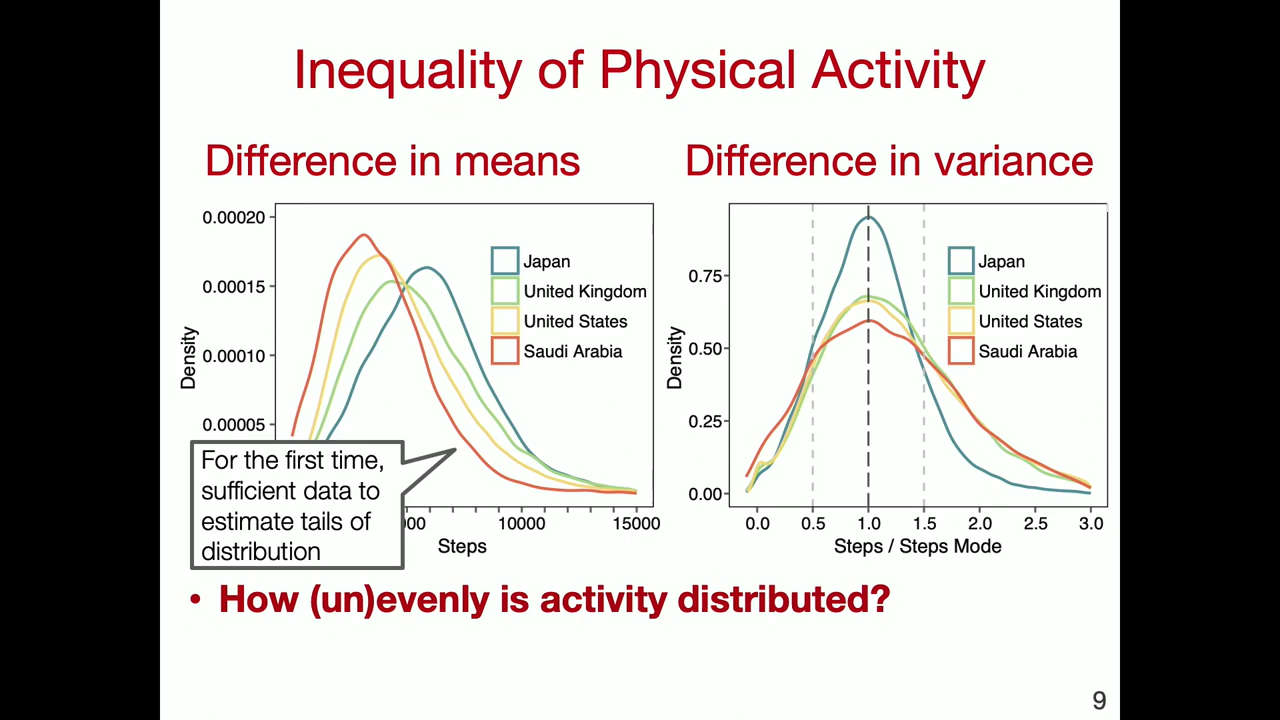 Inequality of Physical Activity
Difference in means
Difference in variance
0.00020
0.00015
0.00010
0.00005
Density
Japan
United Kingdom
United States
Saudi Arabia
For the first time,
sufficient data to
estimate tails of
distribution
10000
15000
Steps
0.75
0.50
0.25
0.00
Density
Japan
United Kingdom
United States
Saudi Arabia
0.0 0.5 1.0 1.5 2.0 2.5 3.0
Steps / Steps Mode
• How (un)evenly is activity distributed?
9